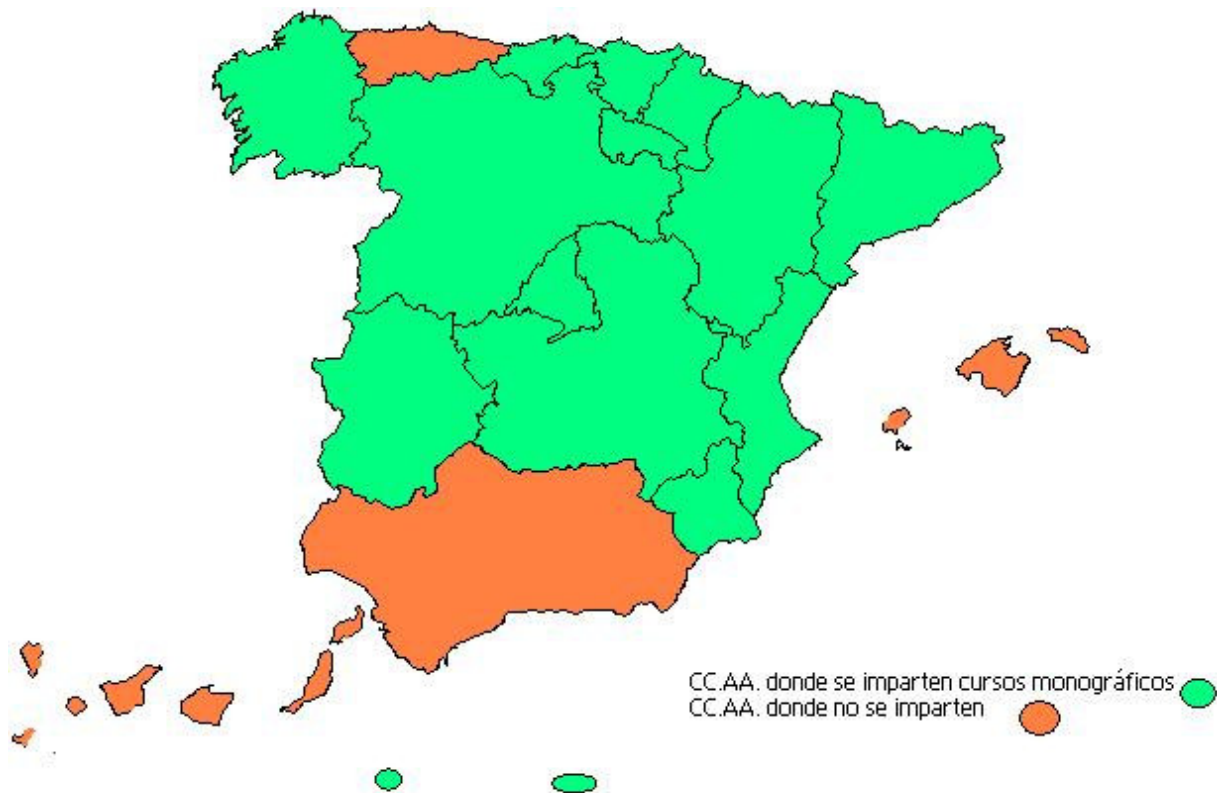 CC.AA. donde se imparten cursos monográficos
CC.AA. donde no se imparten